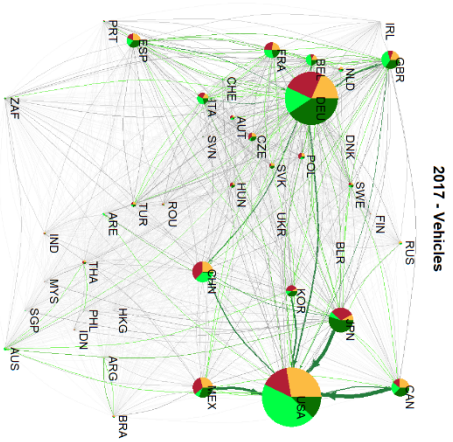 2017 - Vehicles
RUS
CAN
GBR
IRL
FIN
SWE
NLD
DNK
BLR
JPN
BEL
DEU
POL
KOR
USA
FRA
CZE
SVK
UKR
AUT
HUN
CHE
ITA
SVN
CHN
MEX
ROU
ESP
TUR
HKG
BRA
PRT
ARE
ARG
THA
PHL
IDN
IND
MYS
SGP
ZAF
AUS